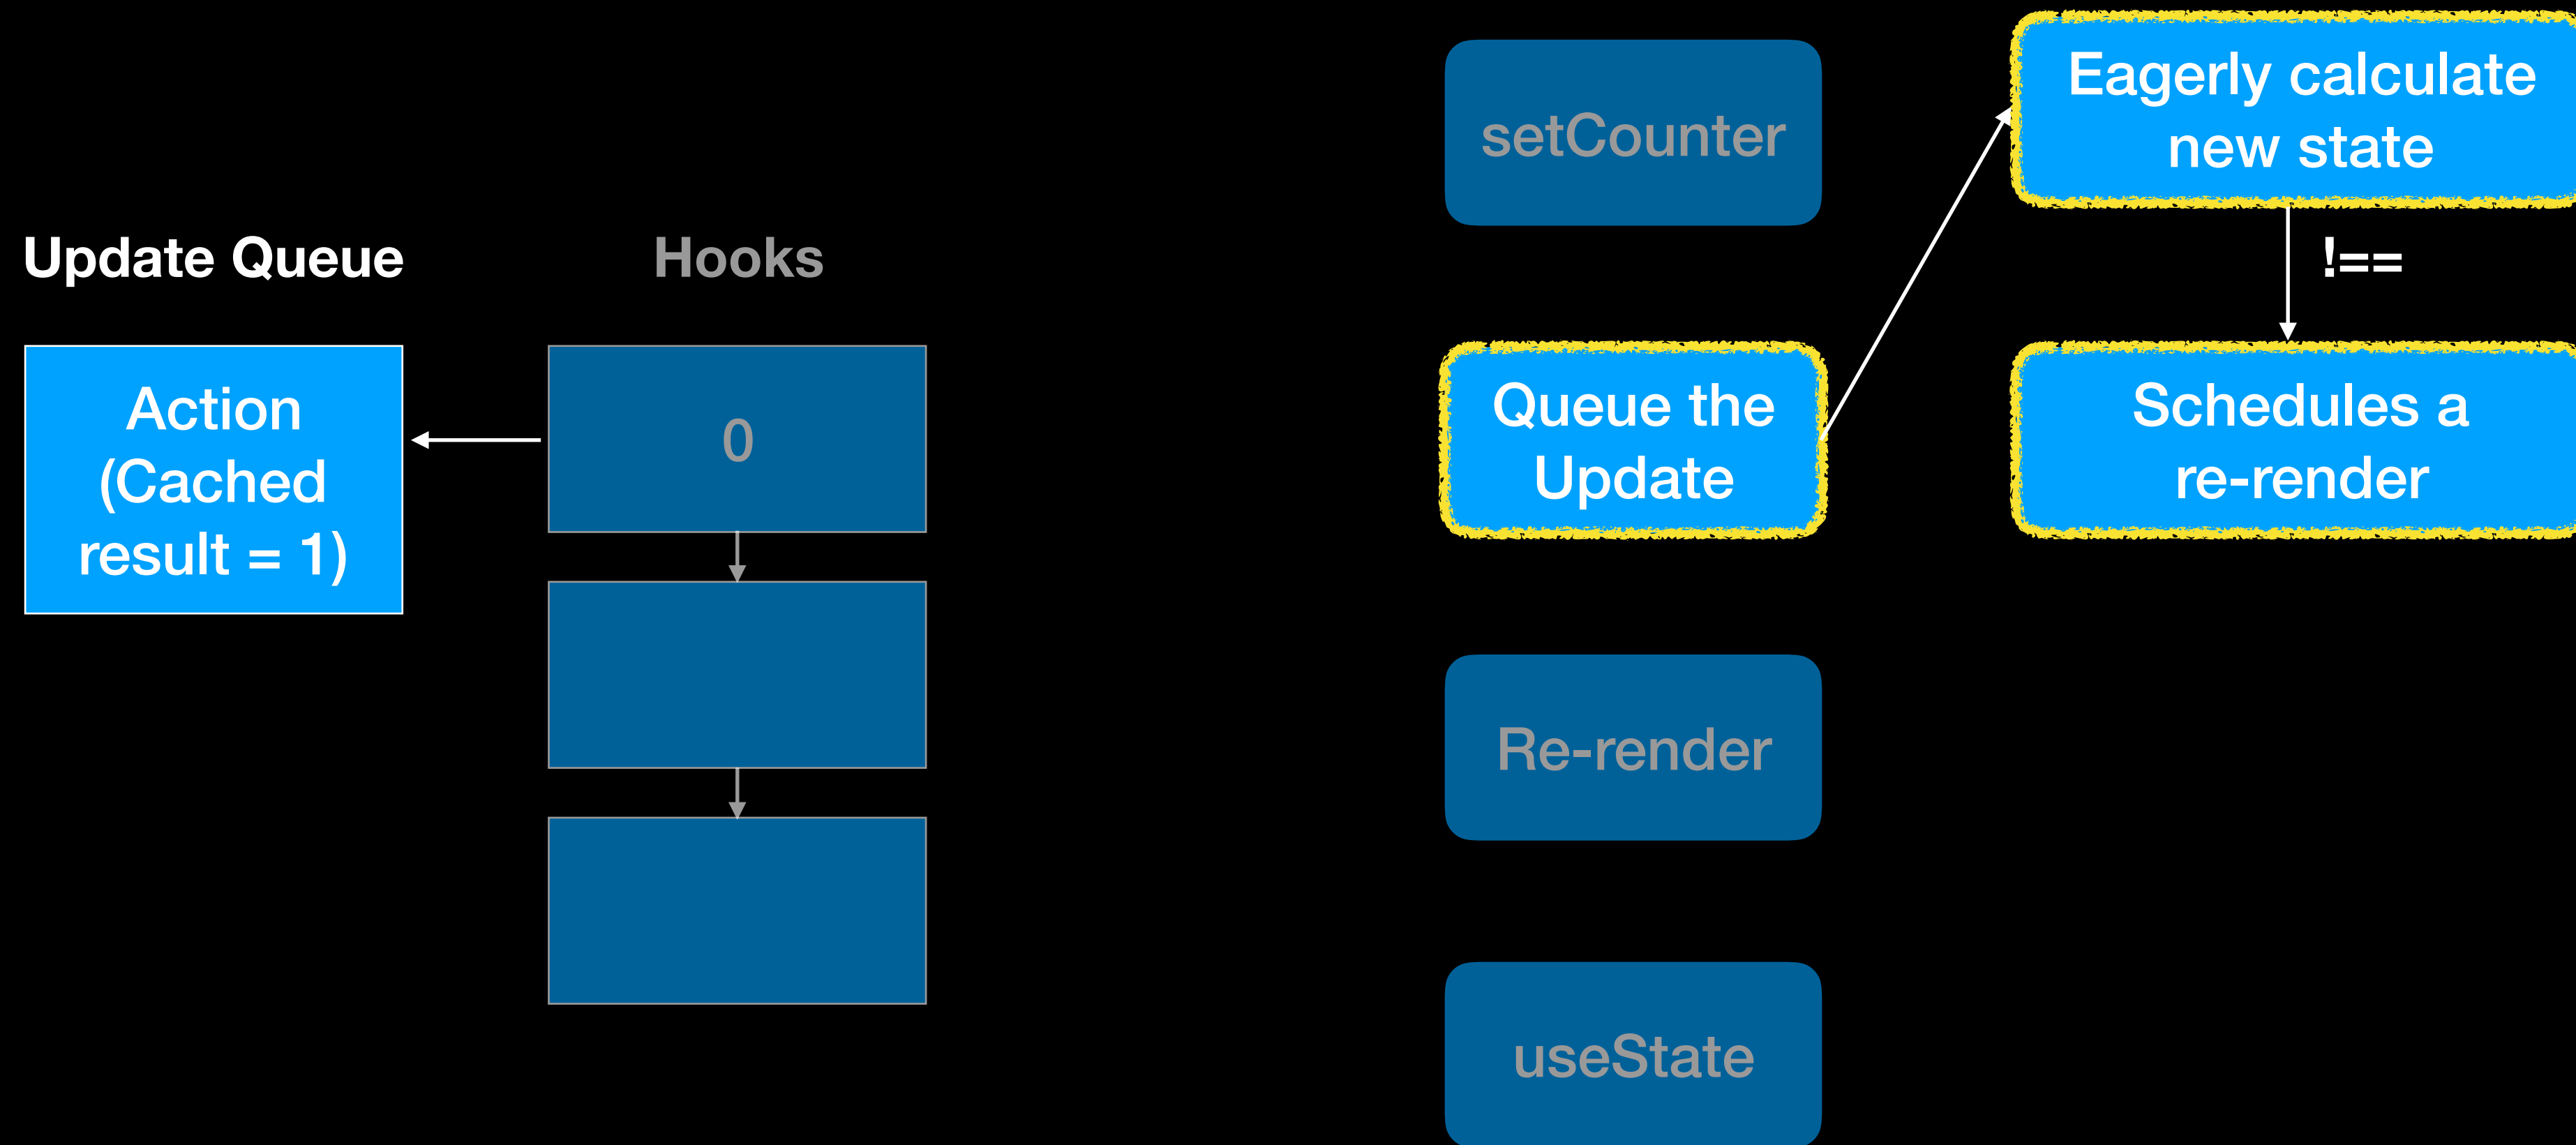 Update Queue
Hooks
Action
(Cached
result = 1)
0
setCounter
Queue the
Update
Re-render
useState
Eagerly calculate
new state
!==
Schedules a
re-render